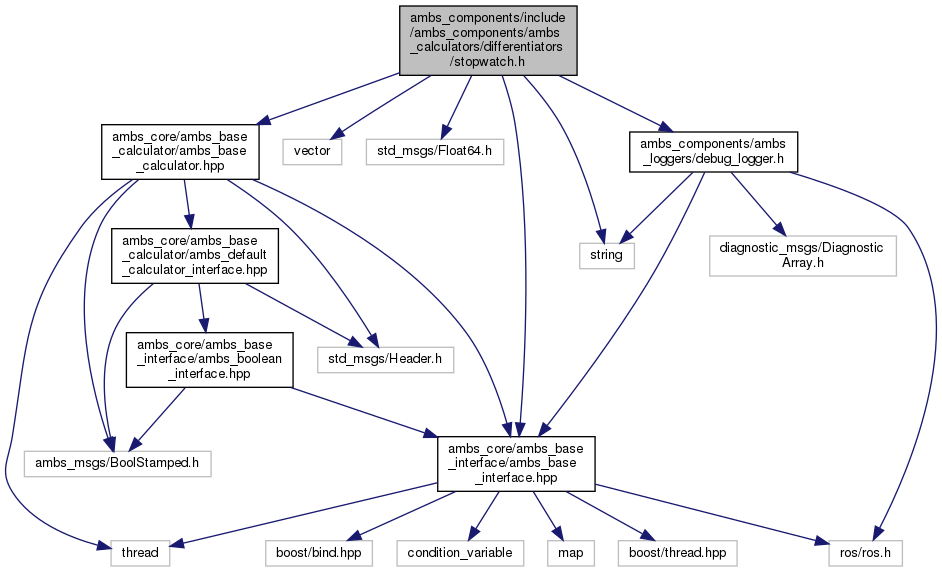 ambs_components/include
/ambs_components/ambs
_calculators/differentiators
/stopwatch.h
ambs_core/ambs_base
_calculator/ambs_base
_calculator.hpp
vector
std_msgs/Float64.h
ambs_components/ambs
_loggers/debug_logger.h
ambs_core/ambs_base
_calculator/ambs_default
_calculator_interface.hpp
string
diagnostic_msgs/Diagnostic
Array.h
ambs_core/ambs_base
_interface/ambs_boolean
_interface.hpp
std_msgs/Header.h
ambs_msgs/BoolStamped.h
ambs_core/ambs_base
_interface/ambs_base
_interface.hpp
thread
boost/bind.hpp
condition_variable
map
boost/thread.hpp
ros/ros.h